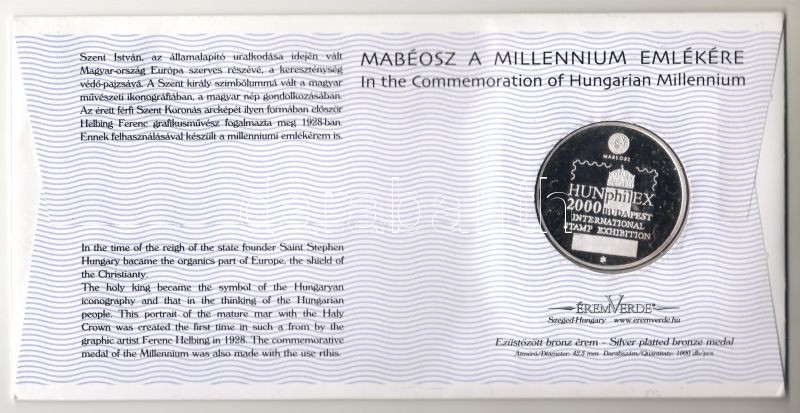 Szent István, az államalapító uralkodása idején vált
Magyar-ország Európa szerves részévé, a kereszténység
védő-pajzsává. A Szent király szimbólummá vált a magyar
művészeti ikonográfiában, a magyar nép gondolkozásában.
Az érett férfi Szent Koronás arcképét ilyen formában először
Helbing Ferenc grafikusművész fogalmazta meg 1928-ban.
Ennek felhasználásával készült a millenniumi emlékérem is.
In the time of the reigh of the state founder Saint Stephen
Hungary bacame the organics part of Europe, the shield of
the Christianty.
The holy king became the symbol of the Hungaryan
iconography and that in the thinking of the Hungarian
people. This portrait of the mature mar with the Haly
Crown was created the first time in such a from by the
graphic artist Ferenc Helbing in 1928. The commemorative
medal of the Millennium was also made with the use rthis.
MABÉOSZ A MILLENNIUM EMLÉKÉRE
In the Commemoration of Hungarian Millennium
HUNphilEX
2000 BUDAPEST
INTERNATIONAL
STAMP EXHIBITION
ÉREMVERDE
Szeged-Hungary www.eremverde.hu
Ezüstözött bronz érem – Silver platted bronze medal
Átmérő/Diameter: 42,5 mm Darabszám/Quantity: 1000 db/pcs